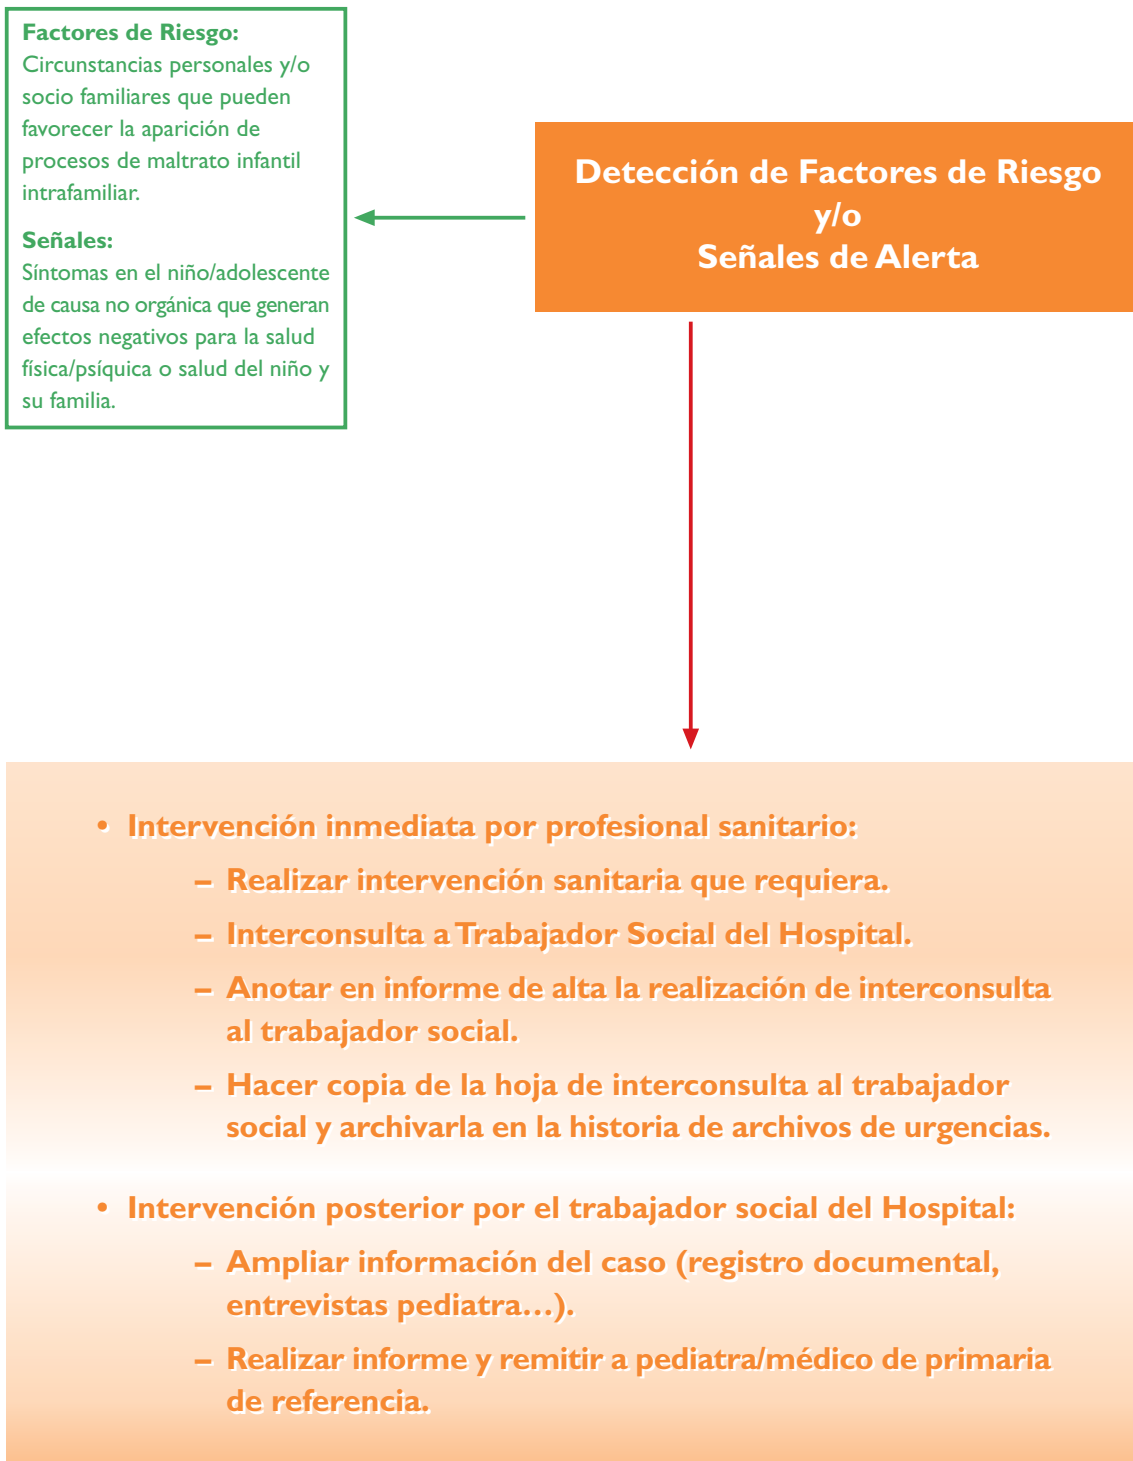 Factores de Riesgo:
Circunstancias personales y/o
socio familiares que pueden
favorecer la aparición de
procesos de maltrato infantil
intrafamiliar.
Señales:
Síntomas en el niño/adolescente
de causa no orgánica que generan
efectos negativos para la salud
física/psíquica o salud del niño y
su familia.
Detección de Factores de Riesgo
y/o
Señales de Alerta
• Intervención inmediata por profesional sanitario:
– Realizar intervención sanitaria que requiera.
– Interconsulta a Trabajador Social del Hospital.
– Anotar en informe de alta la realización de interconsulta
al trabajador social.
– Hacer copia de la hoja de interconsulta al trabajador
social y archivarla en la historia de archivos de urgencias.
• Intervención posterior por el trabajador social del Hospital:
– Ampliar información del caso (registro documental,
entrevistas pediatra…).
– Realizar informe y remitir a pediatra/médico de primaria
de referencia.